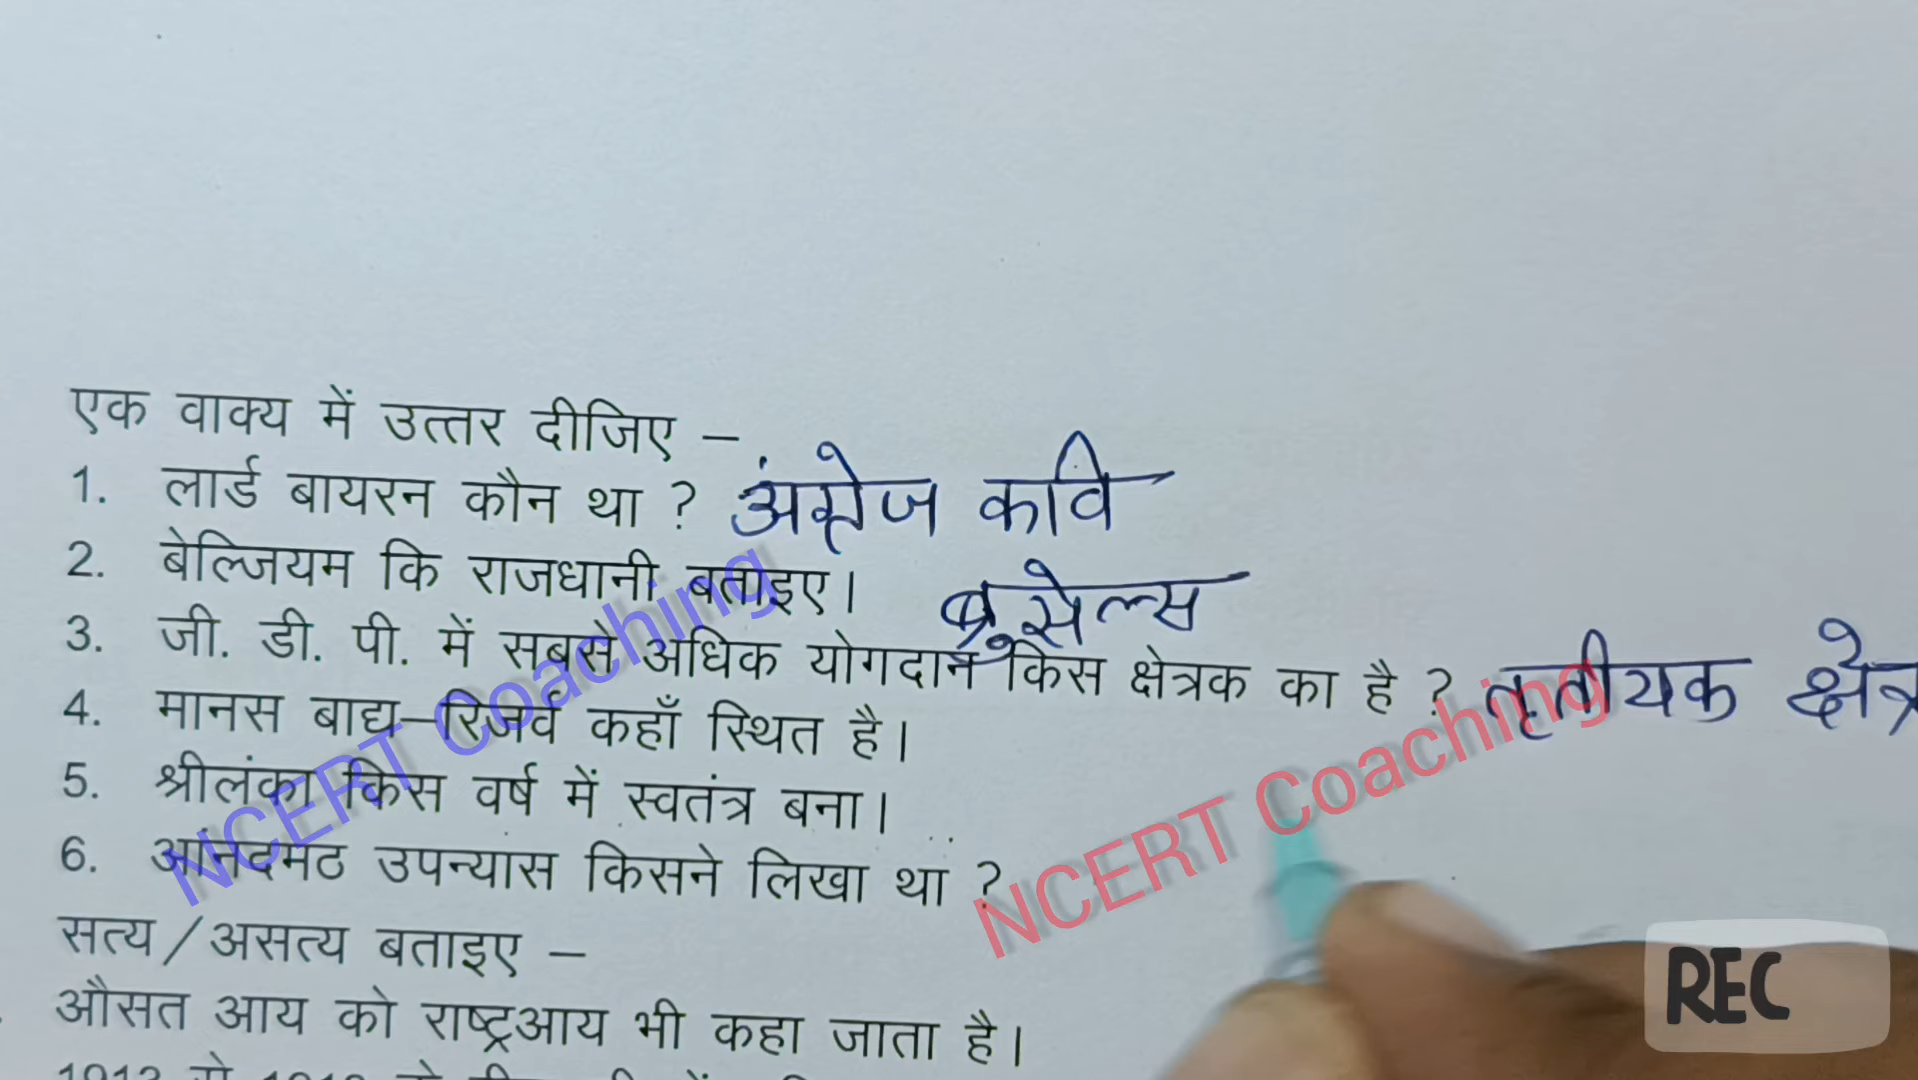 एक वाक्य में उत्तर दीजिए –
1. लार्ड बायरन कौन था ? अंग्रेज कवि
2. बेल्जियम कि राजधानी बताइए। ब्रूसेल्स
3. जी. डी. पी. में सबसे अधिक योगदान किस क्षेत्रक का है ? तृतीयक क्षेत्र
4. मानस बाद्य–रिजर्व कहाँ स्थित है।
5. श्रीलंका किस वर्ष में स्वतंत्र बना।
6. आनंदमठ उपन्यास किसने लिखा था ?
NCERT Coaching
NCERT Coaching
सत्य/असत्य बताइए –
औसत आय को राष्ट्रआय भी कहा जाता है।
REC